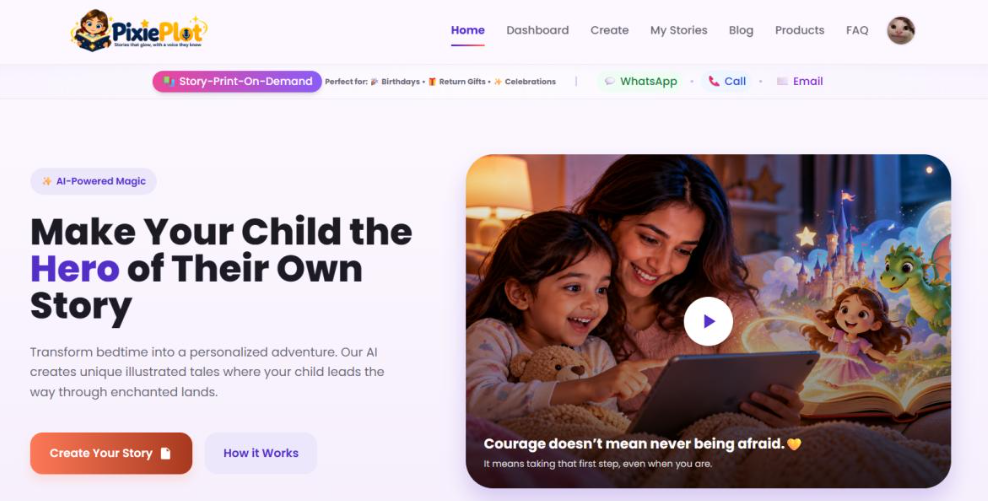 PixiePlot
Stories that glow, with a voice they know
Home Dashboard Create My Stories Blog Products FAQ
Story-Print-On-Demand Perfect for: 🎉 Birthdays • 🎁 Return Gifts • ✨ Celebrations | WhatsApp • 📞 Call • Email
✨ AI-Powered Magic
Make Your Child the
Hero of Their Own
Story
Transform bedtime into a personalized adventure. Our AI
creates unique illustrated tales where your child leads the
way through enchanted lands.
Create Your Story
How it Works
Courage doesn't mean never being afraid. 🧡
It means taking that first step, even when you are.